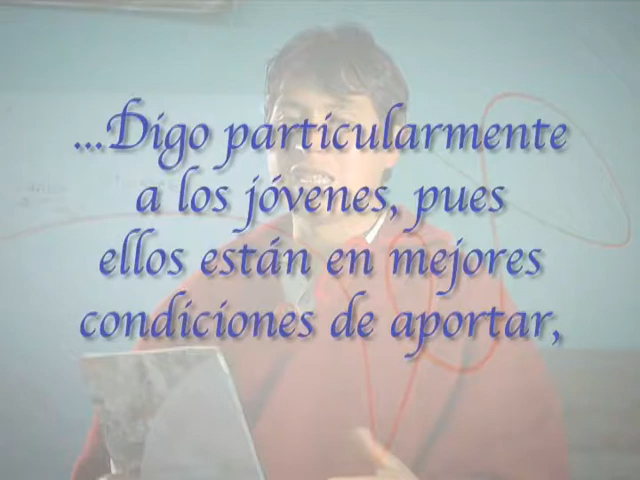 ...Digo particularmente
a los jóvenes, pues
ellos están en mejores
condiciones de aportar,